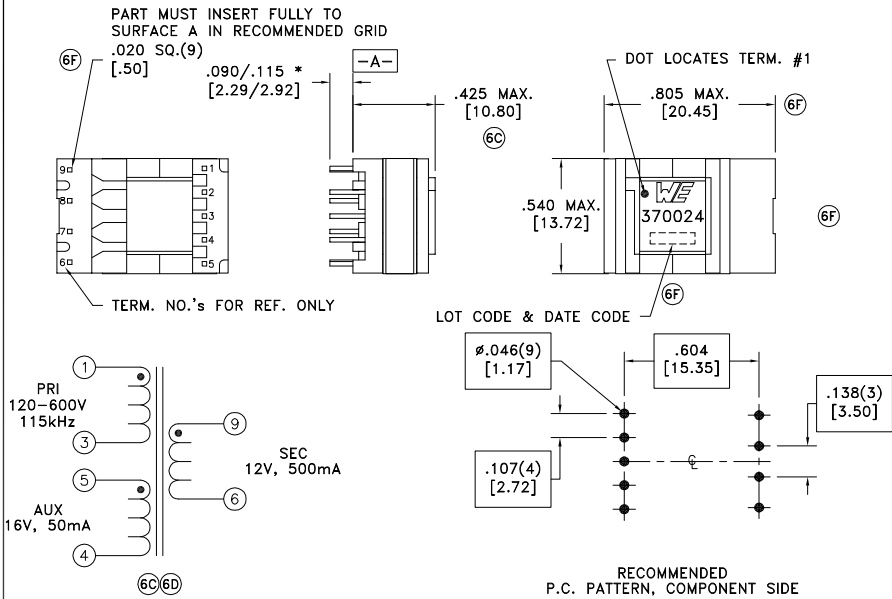 PART MUST INSERT FULLY TO
SURFACE A IN RECOMMENDED GRID
.020 SQ.(9)
[.50]
6F
.090/.115 *
[2.29/2.92]
-A-
.425 MAX.
[10.80]
6C
DOT LOCATES TERM. #1
.805 MAX.
[20.45]
6F
9
8
7
6
1
2
3
4
5
.540 MAX.
[13.72]
WE
370024
6F
6F
TERM. NO.'s FOR REF. ONLY
LOT CODE & DATE CODE
1
PRI
120-600V
115kHz
3
5
AUX
16V, 50mA
4
9
SEC
12V, 500mA
6
6C 6D
ø.046(9)
[1.17]
.604
[15.35]
.138(3)
[3.50]
.107(4)
[2.72]
℄
RECOMMENDED
P.C. PATTERN, COMPONENT SIDE